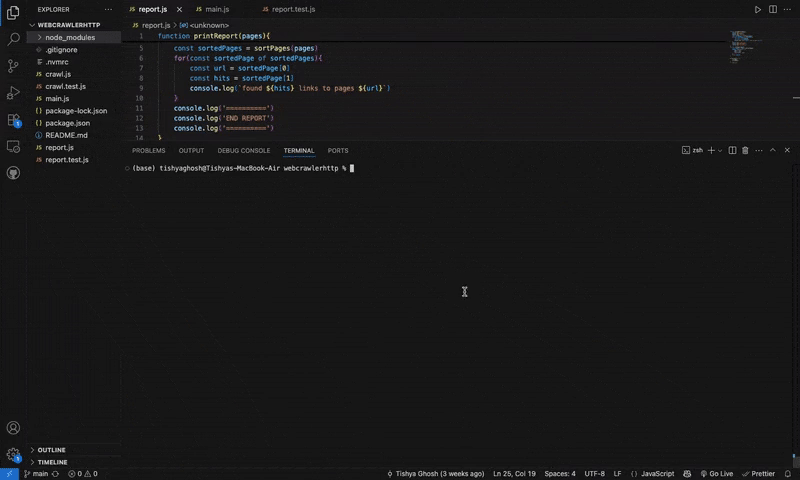 EXPLORER
WEBCRAWLERHTTP
node_modules
.gitignore
.nvmrc
JS crawl.js
JS crawl.test.js
JS main.js
{} package-lock.json
{} package.json
README.md
JS report.js
JS report.test.js
OUTLINE
TIMELINE
JS report.js JS main.js JS report.test.js
JS report.js > <unknown>
1 function printReport(pages){
5 const sortedPages = sortPages(pages)
6 for(const sortedPage of sortedPages){
7 const url = sortedPage[0]
8 const hits = sortedPage[1]
9 console.log(`found ${hits} links to pages ${url}`)
10 }
11 console.log('==========')
12 console.log('END REPORT')
13 console.log('==========')
14 }
PROBLEMS OUTPUT DEBUG CONSOLE TERMINAL PORTS zsh
(base) tishyaghosh@Tishyas-MacBook-Air webcrawlerhttp %
1
1
main 0 0 Tishya Ghosh (3 weeks ago) Ln 25, Col 19 Spaces: 4 UTF-8 LF {} JavaScript Go Live Prettier